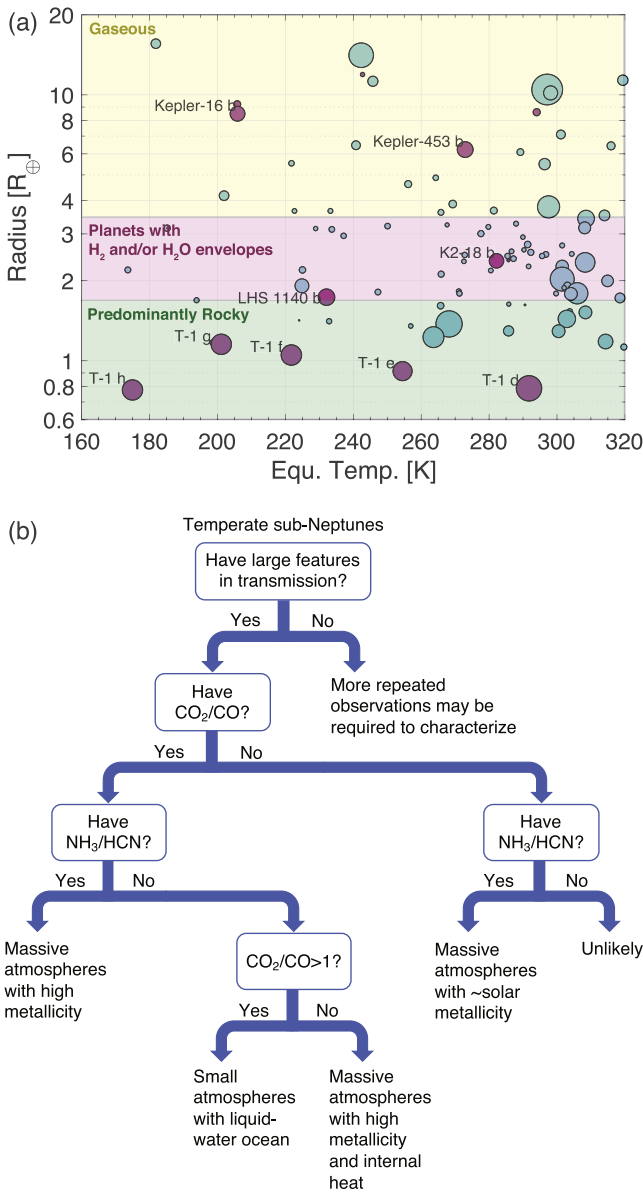 (a)
20
10
8
6
4
3
2
1
0.8
0.6
Radius [R⊕]
Gaseous
Kepler-16 b
Kepler-453 b
Planets with
H₂ and/or H₂O envelopes
K2-18 b
LHS 1140 b
Predominantly Rocky
T-1 g
T-1 f
T-1 e
T-1 h
T-1 d
160 180 200 220 240 260 280 300 320
Equ. Temp. [K]
(b)
Temperate sub-Neptunes
Have large features
in transmission?
Yes No
Have
CO₂/CO?
More repeated
observations may be
required to characterize
Yes No
Have
NH₃/HCN?
Have
NH₃/HCN?
Yes No
Yes No
Massive
atmospheres
with high
metallicity
CO₂/CO>1?
Massive
atmospheres
with ~solar
metallicity
Unlikely
Yes No
Small
atmospheres
with liquid-
water ocean
Massive
atmospheres
with high
metallicity
and internal
heat